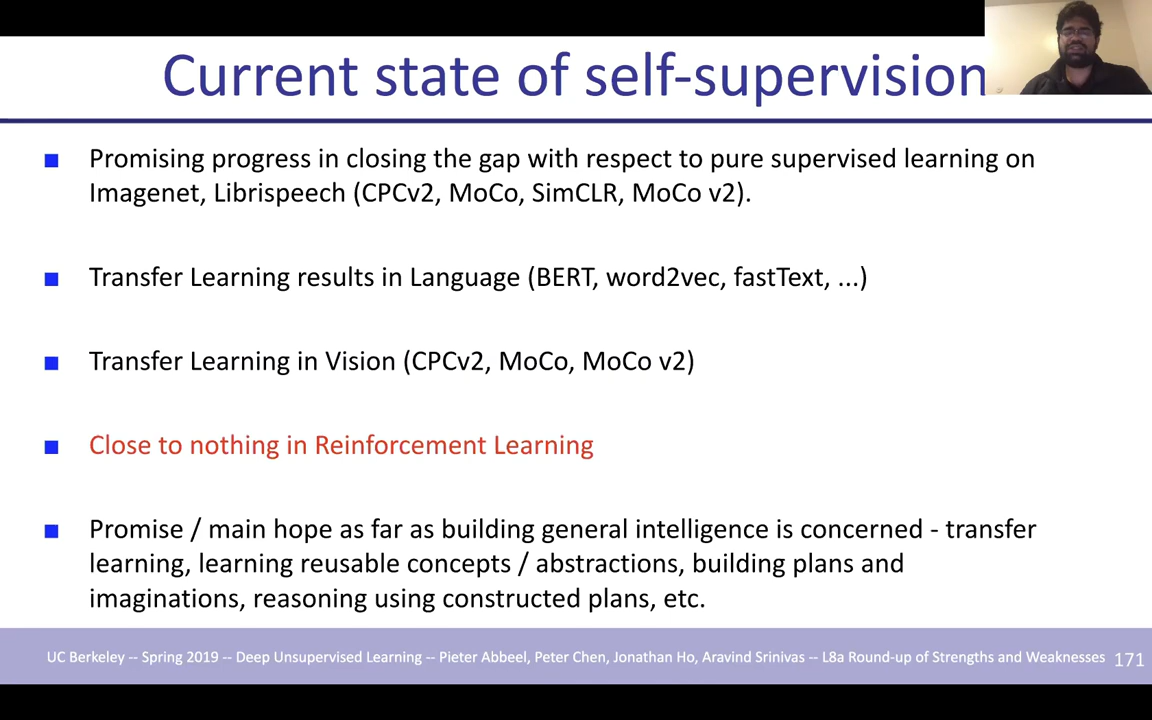 Current state of self-supervision
Promising progress in closing the gap with respect to pure supervised learning on
Imagenet, Librispeech (CPCv2, MoCo, SimCLR, MoCo v2).
Transfer Learning results in Language (BERT, word2vec, fastText, ...)
Transfer Learning in Vision (CPCv2, MoCo, MoCo v2)
Close to nothing in Reinforcement Learning
Promise / main hope as far as building general intelligence is concerned - transfer
learning, learning reusable concepts / abstractions, building plans and
imaginations, reasoning using constructed plans, etc.
UC Berkeley -- Spring 2019 -- Deep Unsupervised Learning -- Pieter Abbeel, Peter Chen, Jonathan Ho, Aravind Srinivas -- L8a Round-up of Strengths and Weaknesses 171